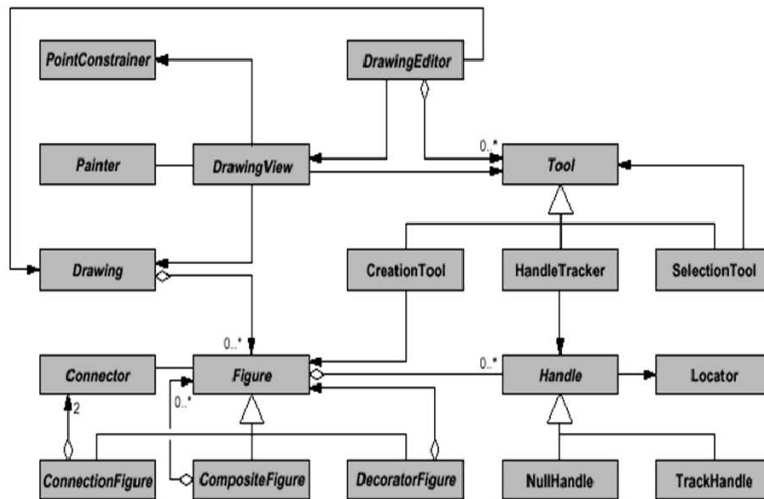 PointConstrainer
DrawingEditor
0..*
Painter
DrawingView
Tool
Drawing
CreationTool
HandleTracker
SelectionTool
0..*
0..*
Connector
Figure
Handle
Locator
2
0..*
ConnectionFigure
CompositeFigure
DecoratorFigure
NullHandle
TrackHandle